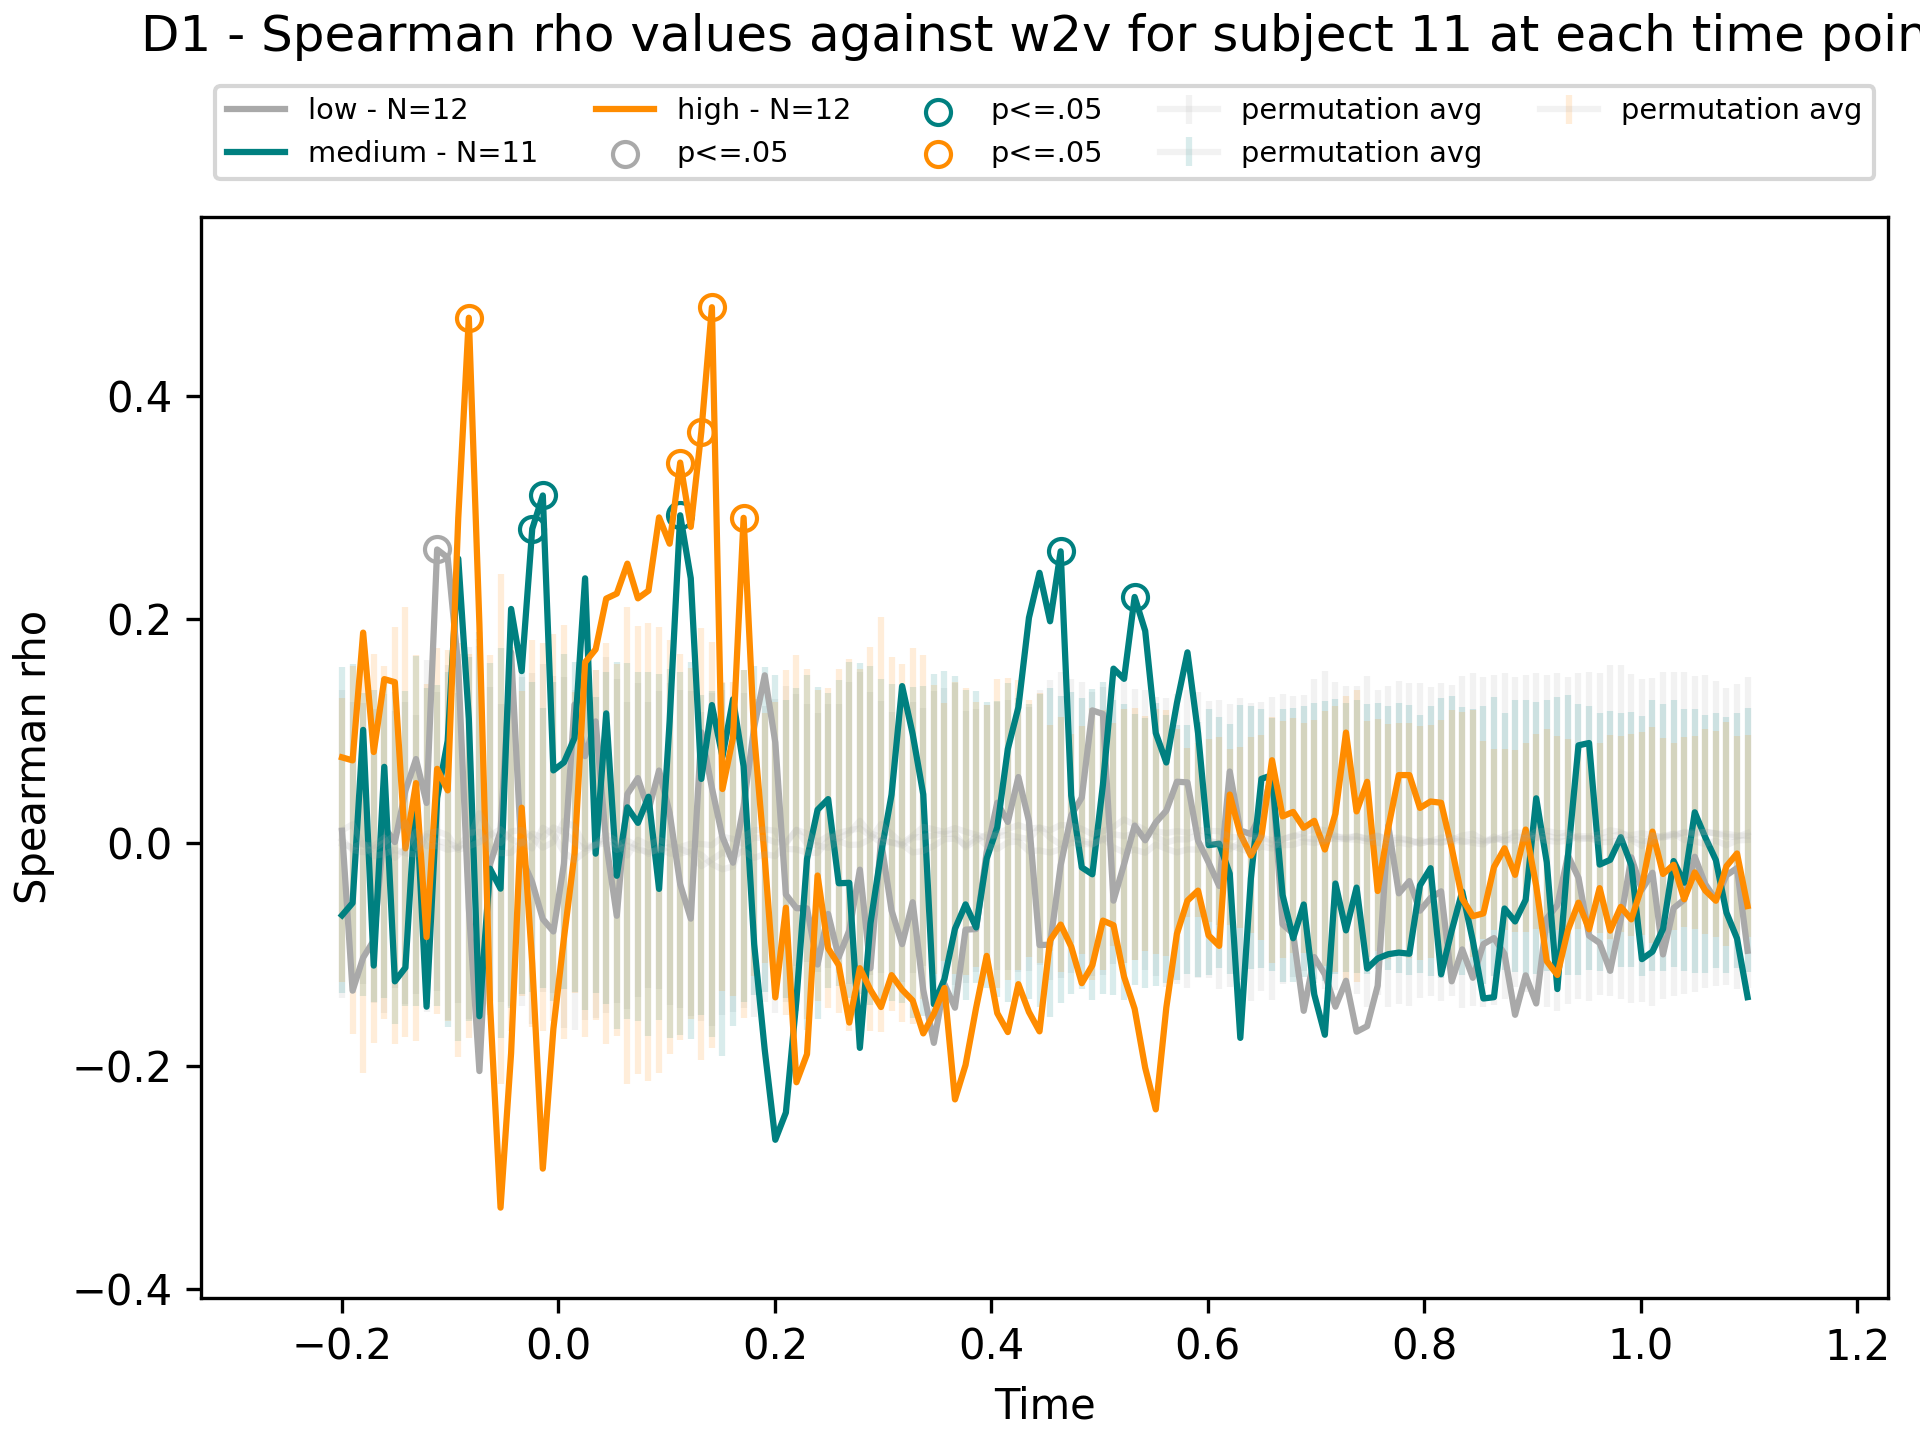 D1 - Spearman rho values against w2v for subject 11 at each time poin
low - N=12
medium - N=11
high - N=12
p<=.05
p<=.05
p<=.05
permutation avg
permutation avg
permutation avg
Spearman rho
0.4
0.2
0.0
−0.2
−0.4
−0.2 0.0 0.2 0.4 0.6 0.8 1.0 1.2
Time